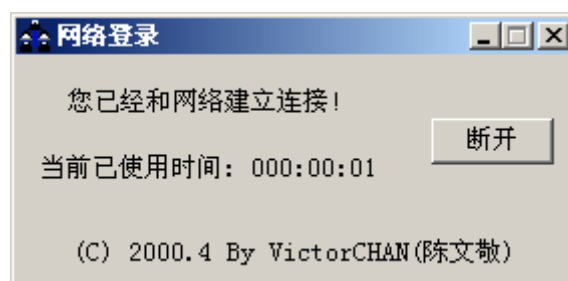 网络登录
您已经和网络建立连接!
断开
当前已使用时间: 000:00:01
(C) 2000.4 By VictorCHAN(陈文敬)